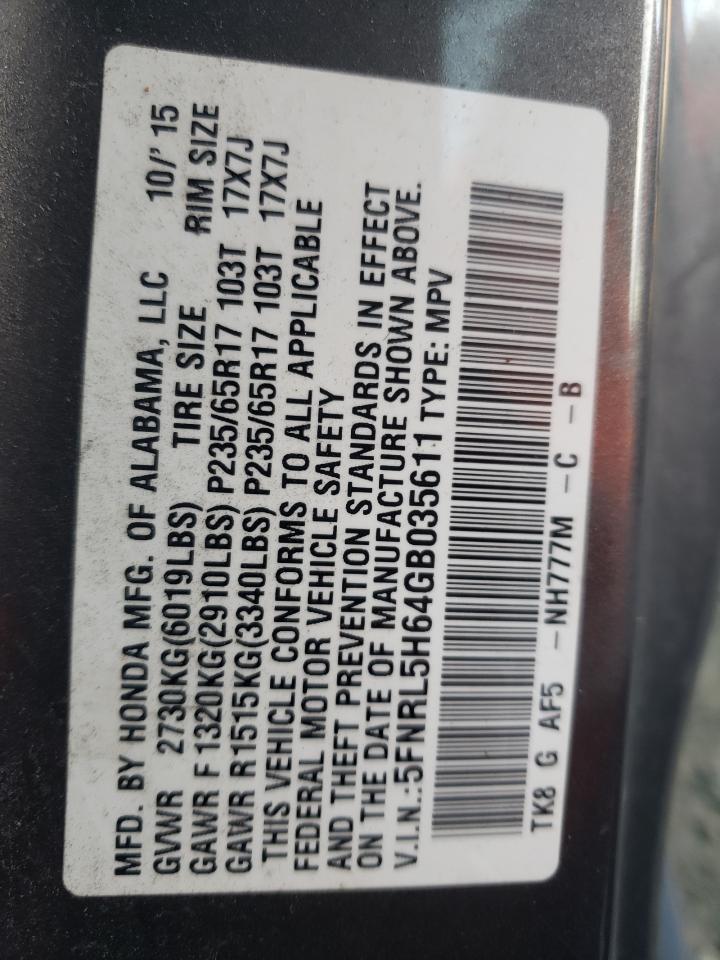 MFD. BY HONDA MFG. OF ALABAMA, LLC 10/' 15
GVWR 2730KG(6019LBS) TIRE SIZE RIM SIZE
GAWR F 1320KG(2910LBS) P235/65R17 103T 17X7J
GAWR R1515KG(3340LBS) P235/65R17 103T 17X7J
THIS VEHICLE CONFORMS TO ALL APPLICABLE
FEDERAL MOTOR VEHICLE SAFETY
AND THEFT PREVENTION STANDARDS IN EFFECT
ON THE DATE OF MANUFACTURE SHOWN ABOVE.
V.I.N.:5FNRL5H64GB035611 TYPE: MPV
TK8 G AF5 -NH777M -C -B